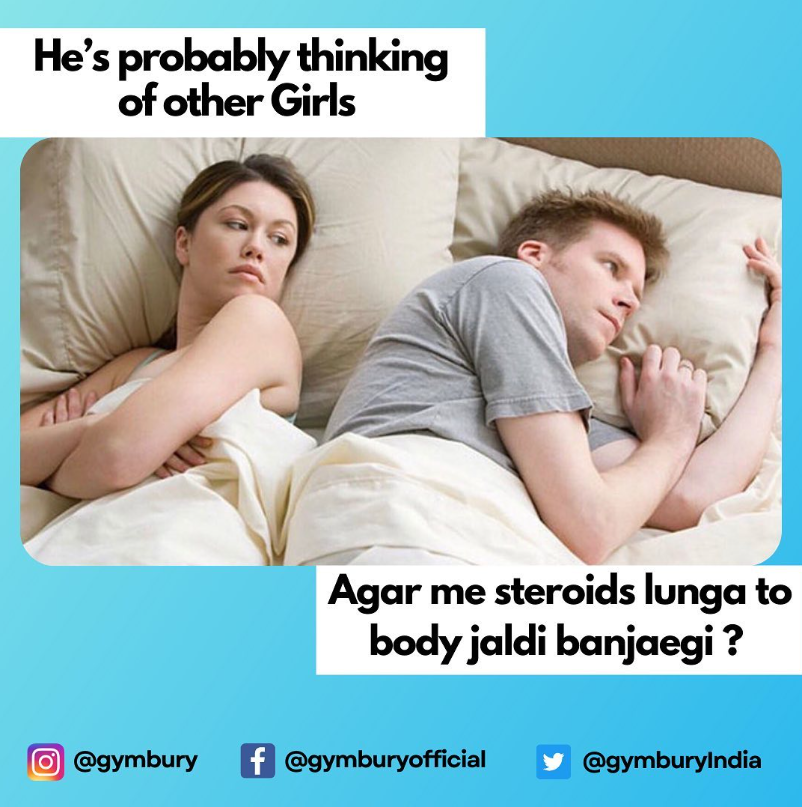 He’s probably thinking
of other Girls
Agar me steroids lunga to
body jaldi banjaegi ?
@gymbury @gymburyofficial @gymburyIndia